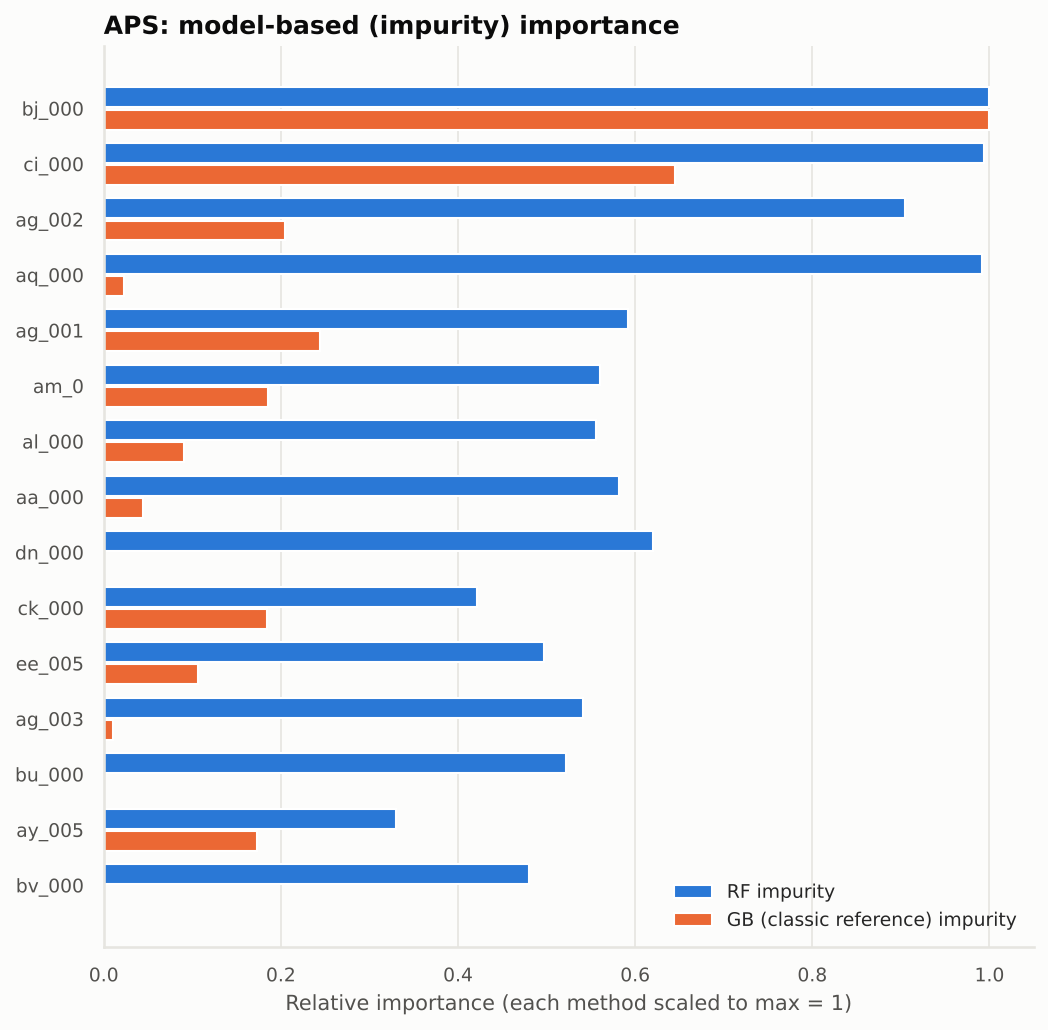 APS: model-based (impurity) importance
bj_000
ci_000
ag_002
aq_000
ag_001
am_0
al_000
aa_000
dn_000
ck_000
ee_005
ag_003
bu_000
ay_005
bv_000
RF impurity
GB (classic reference) impurity
0.0 0.2 0.4 0.6 0.8 1.0
Relative importance (each method scaled to max = 1)